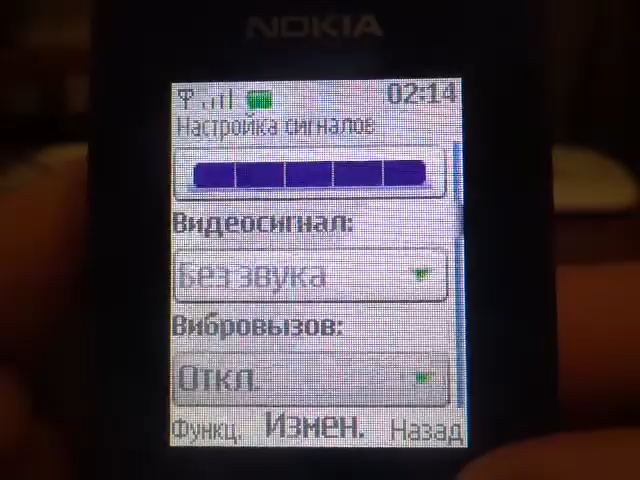 NOKIA
02:14
Настройка сигналов
Видеосигнал:
Без звука
Вибровызов:
Откл.
Функц. Измен. Назад